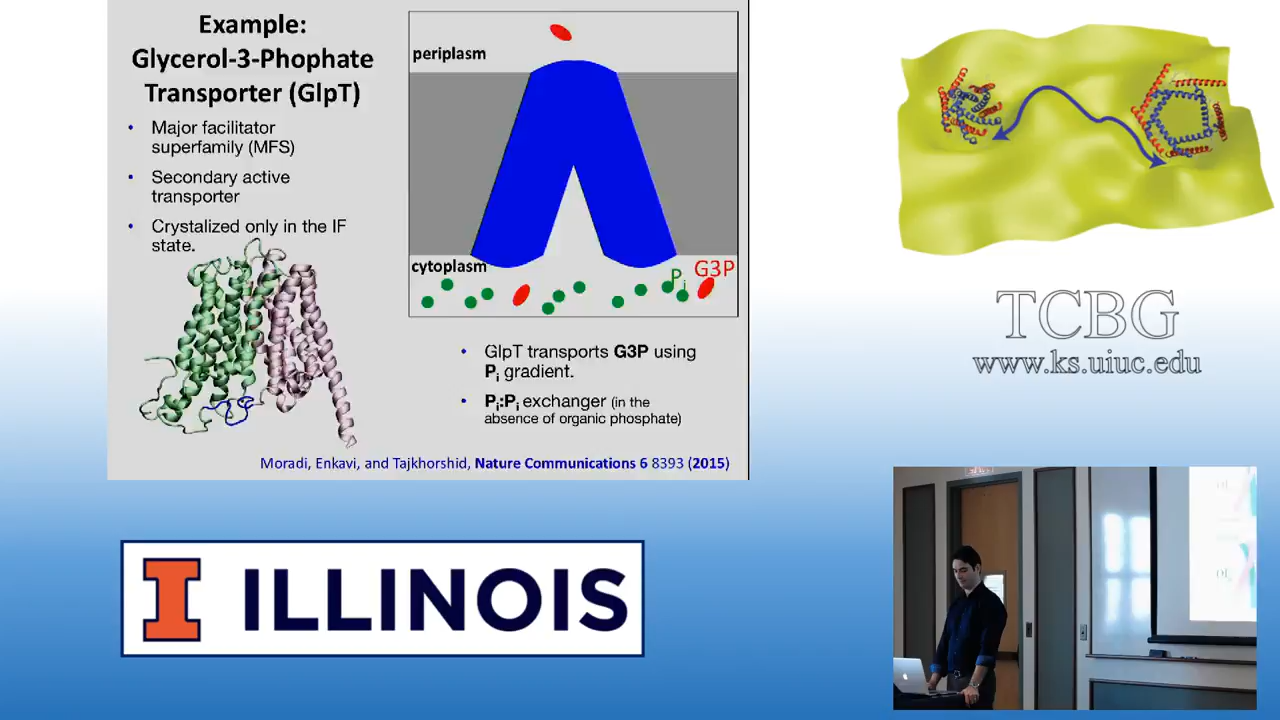 Example:
Glycerol-3-Phophate
Transporter (GlpT)
• Major facilitator
superfamily (MFS)
• Secondary active
transporter
• Crystalized only in the IF
state.
periplasm
cytoplasm
Pi
G3P
• GlpT transports G3P using
Pi gradient.
• Pi:Pi exchanger (in the
absence of organic phosphate)
Moradi, Enkavi, and Tajkhorshid, Nature Communications 6 8393 (2015)
TCBG
www.ks.uiuc.edu
I ILLINOIS